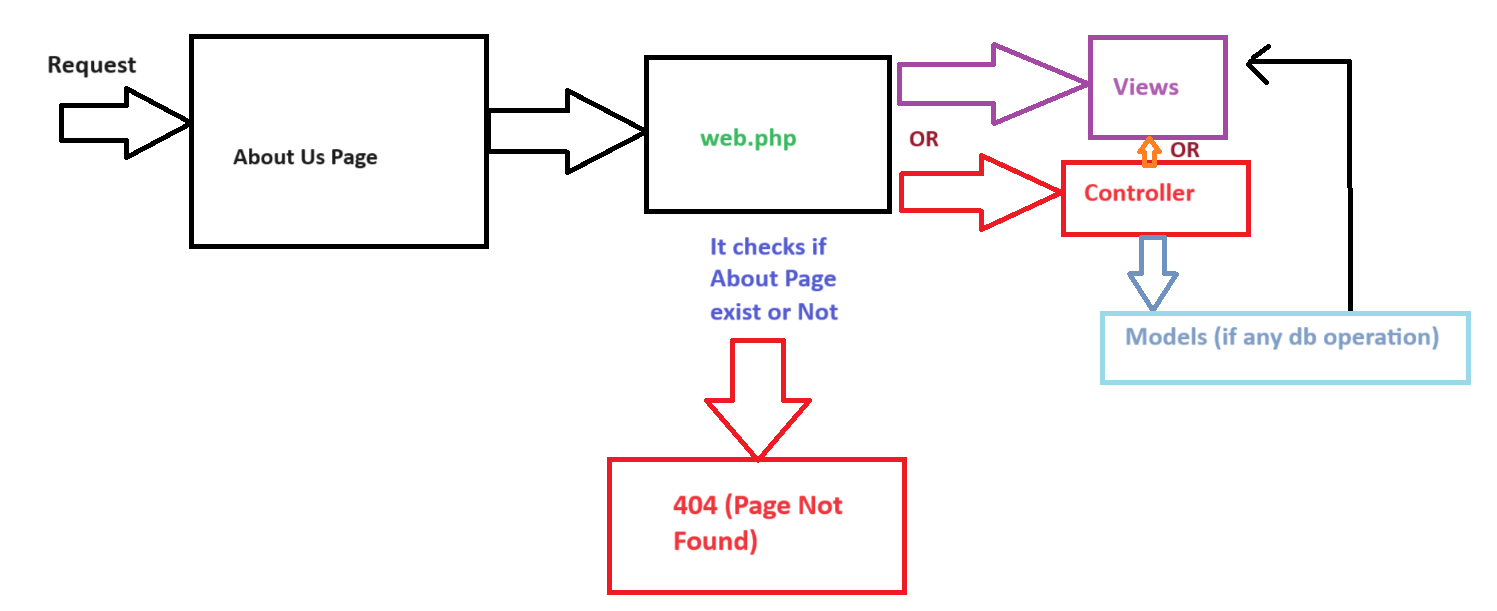 Request
About Us Page
web.php
OR
Views
OR
Controller
It checks if
About Page
exist or Not
Models (if any db operation)
404 (Page Not
Found)